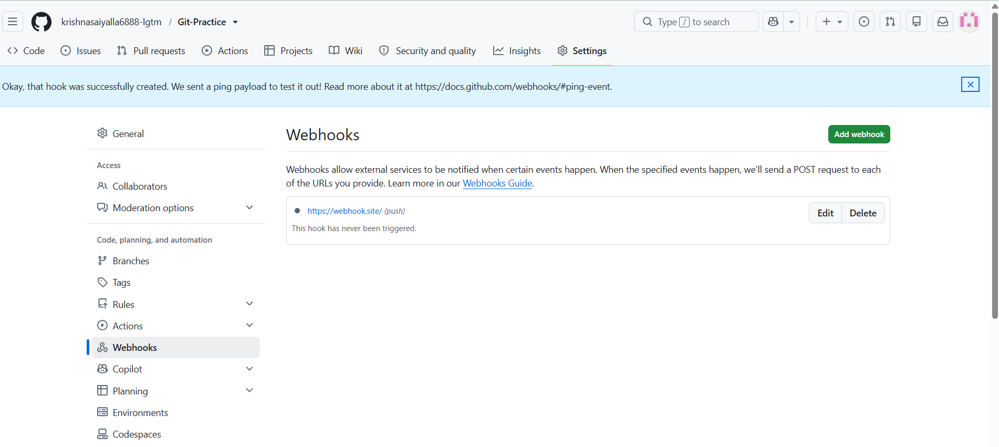 krishnasaiyalla6888-lgtm / Git-Practice
Type / to search
Code Issues Pull requests Actions Projects Wiki Security and quality Insights Settings
Okay, that hook was successfully created. We sent a ping payload to test it out! Read more about it at https://docs.github.com/webhooks/#ping-event.
General
Access
Collaborators
Moderation options
Code, planning, and automation
Branches
Tags
Rules
Actions
Webhooks
Copilot
Planning
Environments
Codespaces
Webhooks
Add webhook
Webhooks allow external services to be notified when certain events happen. When the specified events happen, we'll send a POST request to each
of the URLs you provide. Learn more in our Webhooks Guide.
https://webhook.site/ (push)
Edit Delete
This hook has never been triggered.